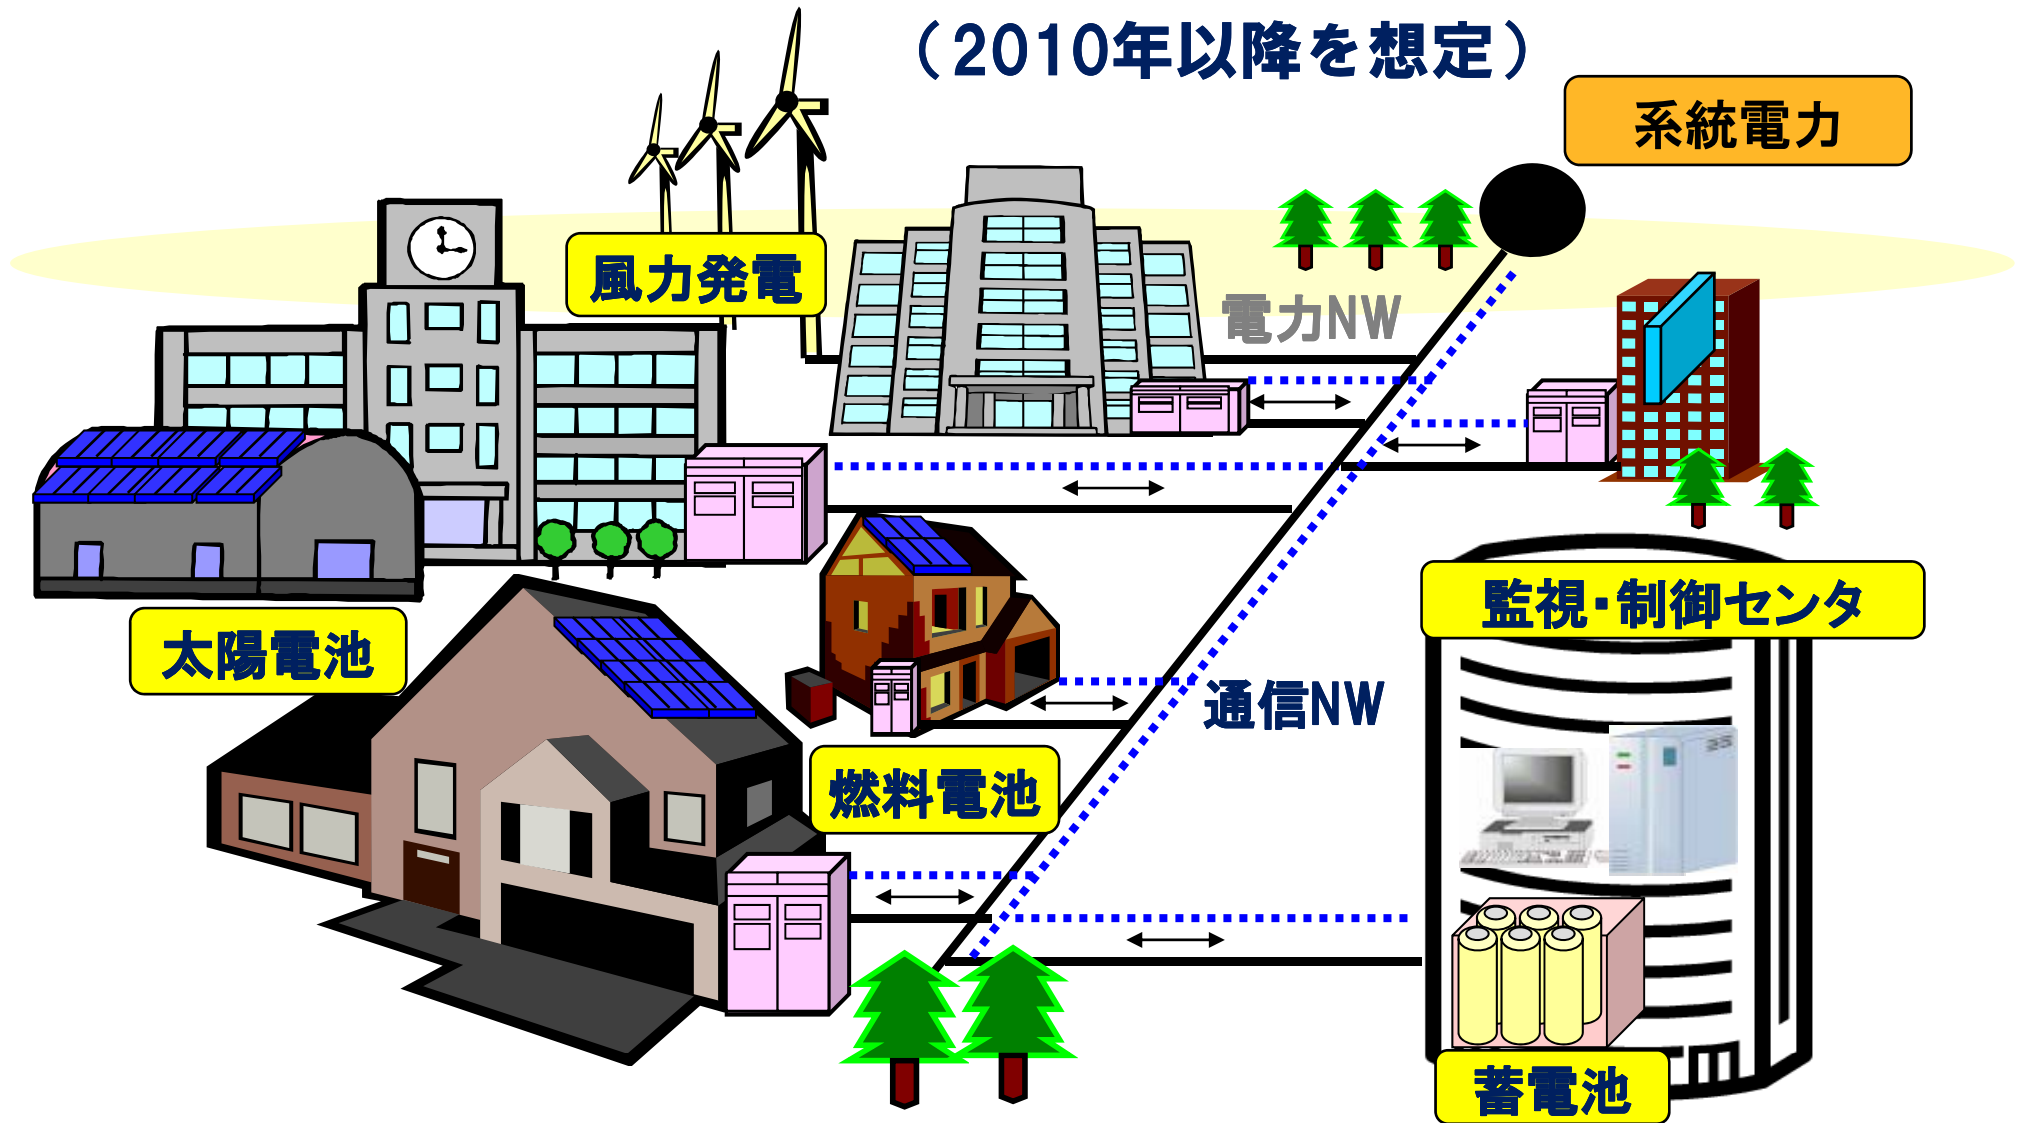 （2010年以降を想定）
系統電力
風力発電
電力NW
監視・制御センタ
太陽電池
通信NW
燃料電池
蓄電池